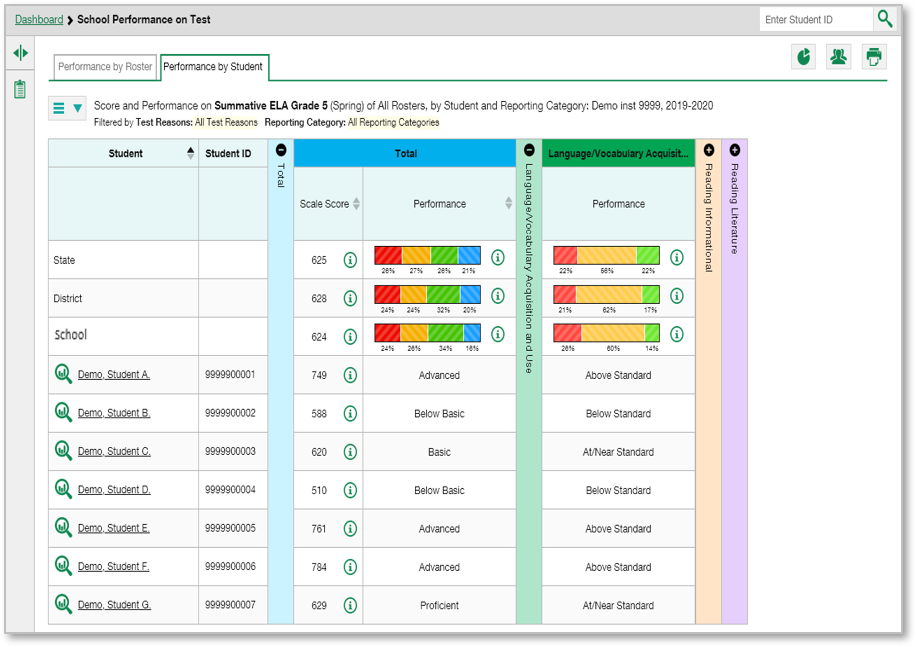 Dashboard ❯ School Performance on Test
Enter Student ID
Performance by Roster
Performance by Student
Score and Performance on Summative ELA Grade 5 (Spring) of All Rosters, by Student and Reporting Category: Demo inst 9999, 2019-2020
Filtered by Test Reasons: All Test Reasons Reporting Category: All Reporting Categories
Student Student ID Total Total Language/Vocabulary Acquisition and Use Language/Vocabulary Acquisit... Reading Informational Reading Literature
Scale Score Performance Performance
State 625 26% 27% 26% 21% 22% 56% 22%
District 628 24% 24% 32% 20% 21% 62% 17%
School 624 24% 26% 34% 16% 26% 60% 14%
Demo, Student A. 9999900001 749 Advanced Above Standard
Demo, Student B. 9999900002 588 Below Basic Below Standard
Demo, Student C. 9999900003 620 Basic At/Near Standard
Demo, Student D. 9999900004 510 Below Basic Below Standard
Demo, Student E. 9999900005 761 Advanced Above Standard
Demo, Student F. 9999900006 784 Advanced Above Standard
Demo, Student G. 9999900007 629 Proficient At/Near Standard